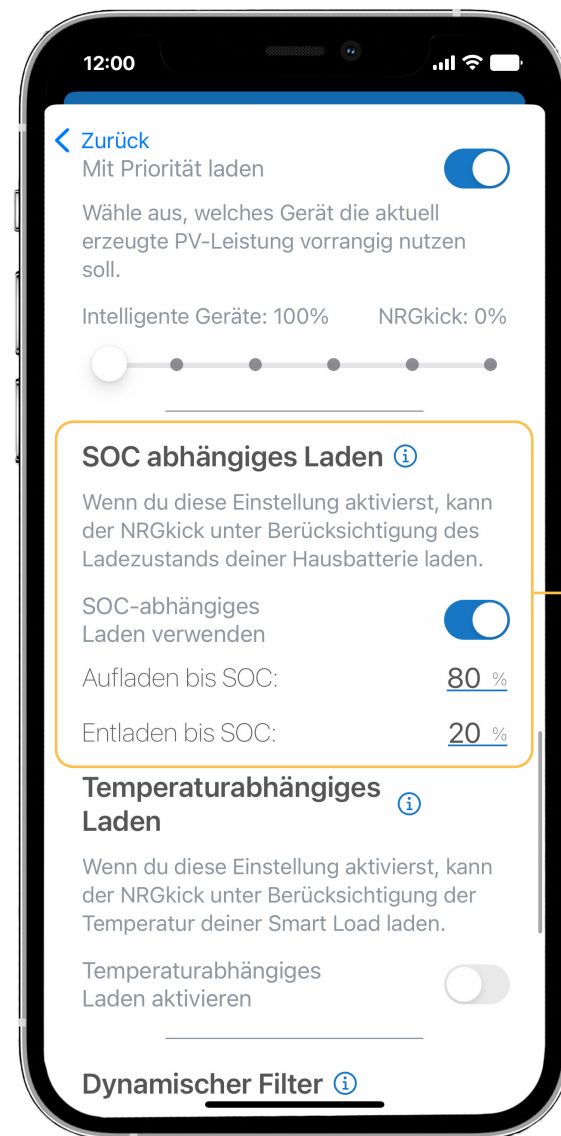 12:00
Zurück
Mit Priorität laden
Wähle aus, welches Gerät die aktuell
erzeugte PV-Leistung vorrangig nutzen
soll.
Intelligente Geräte: 100% NRGkick: 0%
SOC abhängiges Laden
Wenn du diese Einstellung aktivierst, kann
der NRGkick unter Berücksichtigung des
Ladezustands deiner Hausbatterie laden.
SOC-abhängiges
Laden verwenden
Aufladen bis SOC: 80 %
Entladen bis SOC: 20 %
Temperaturabhängiges
Laden
Wenn du diese Einstellung aktivierst, kann
der NRGkick unter Berücksichtigung der
Temperatur deiner Smart Load laden.
Temperaturabhängiges
Laden aktivieren
Dynamischer Filter